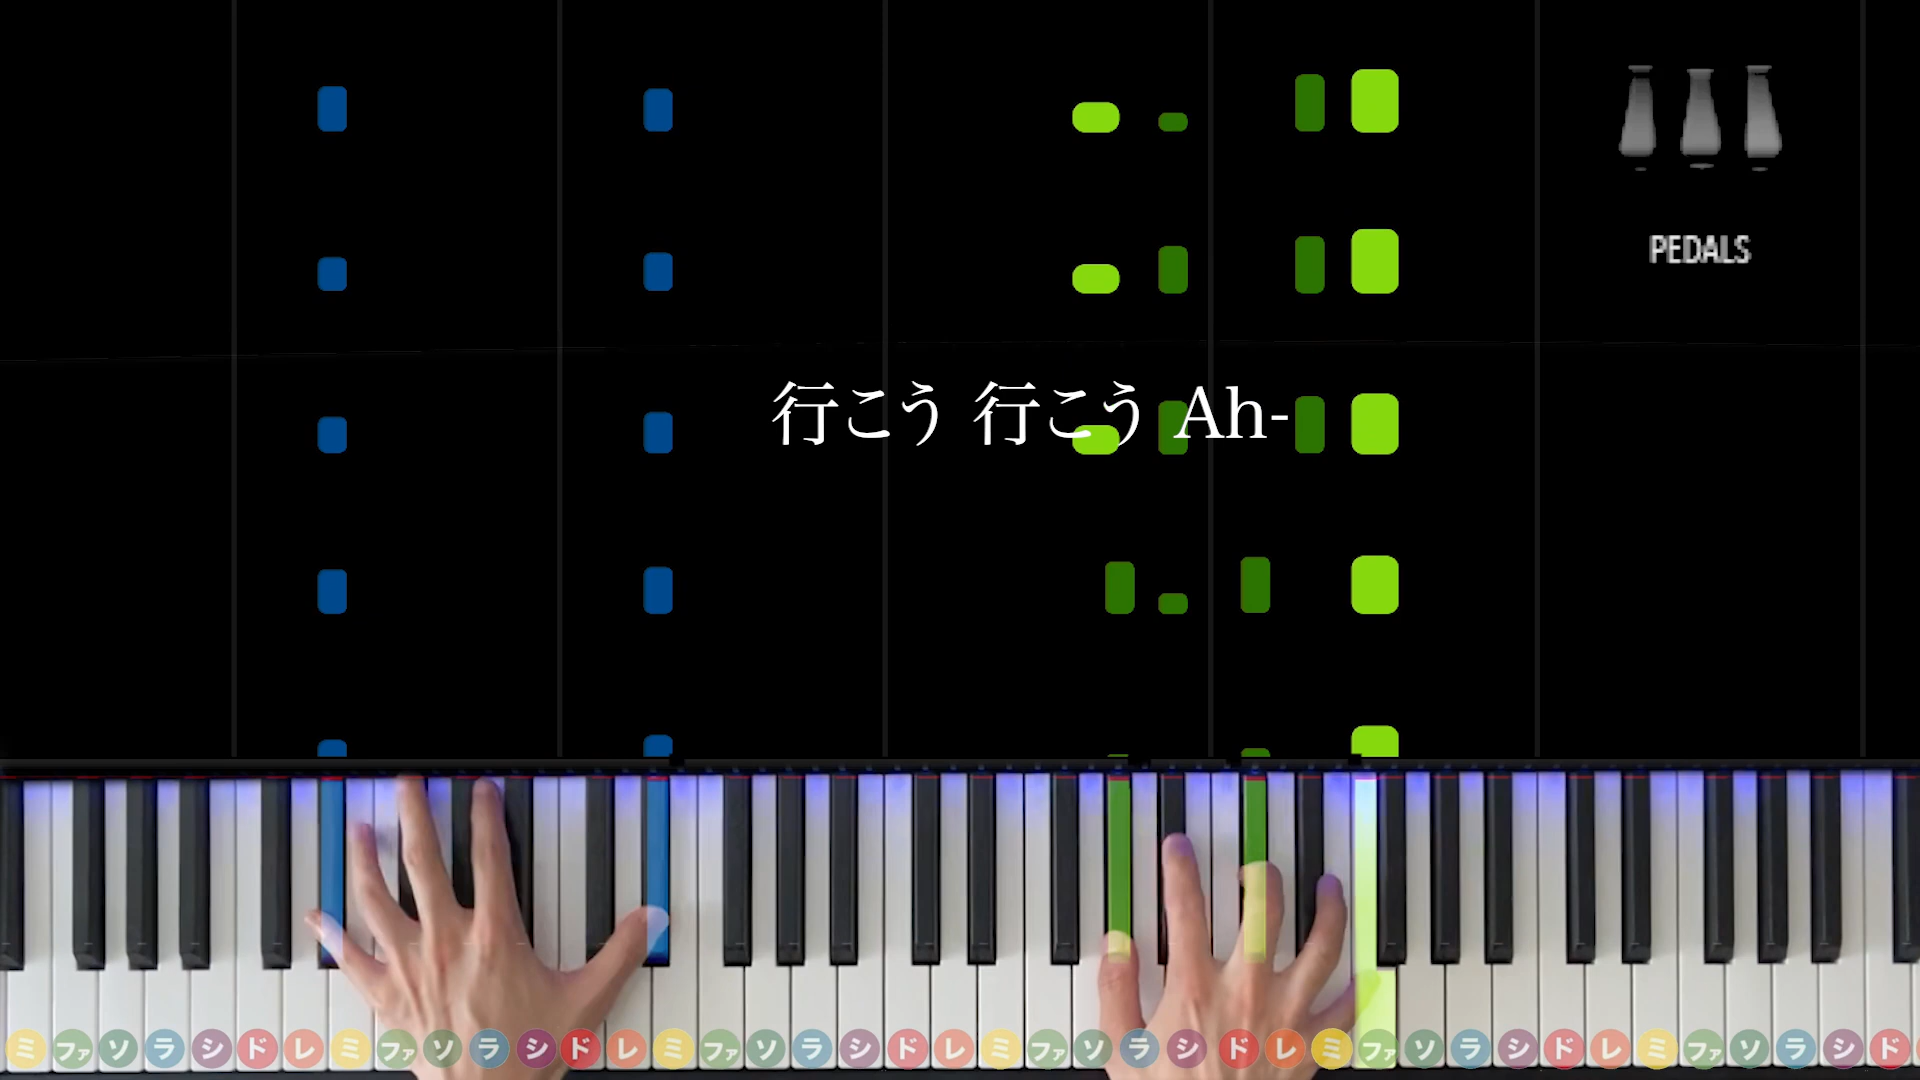 PEDALS
行こう 行こう Ah-
ミ ファ ソ ラ シ ド レ ミ ファ ソ ラ シ ド レ ミ ファ ソ ラ シ ド レ ミ ファ ソ ラ シ ド レ ミ ファ ソ ラ シ ド レ ミ ファ ソ ラ シ ド